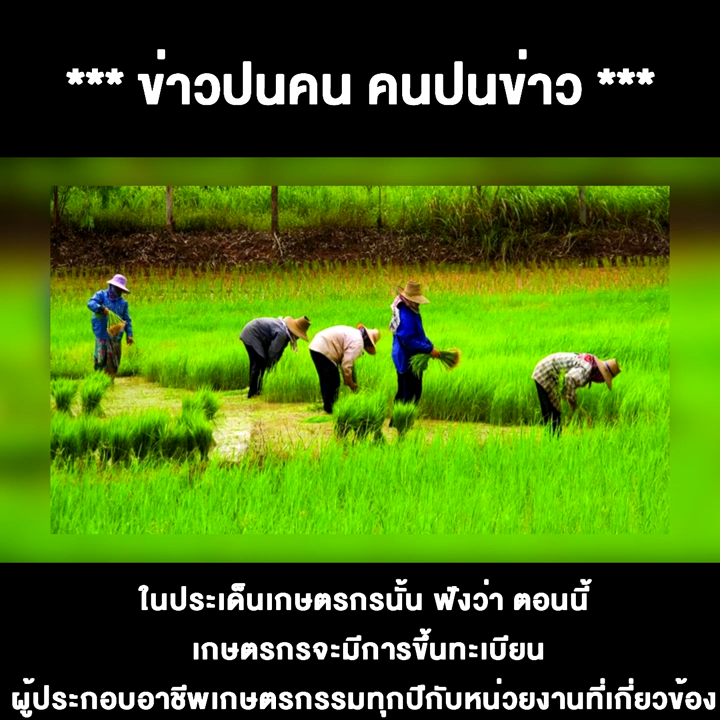 *** ข่าวปนคน คนปนข่าว ***
ในประเด็นเกษตรกรนั้น ฟังว่า ตอนนี้
เกษตรกรจะมีการขึ้นทะเบียน
ผู้ประกอบอาชีพเกษตรกรรมทุกปีกับหน่วยงานที่เกี่ยวข้อง